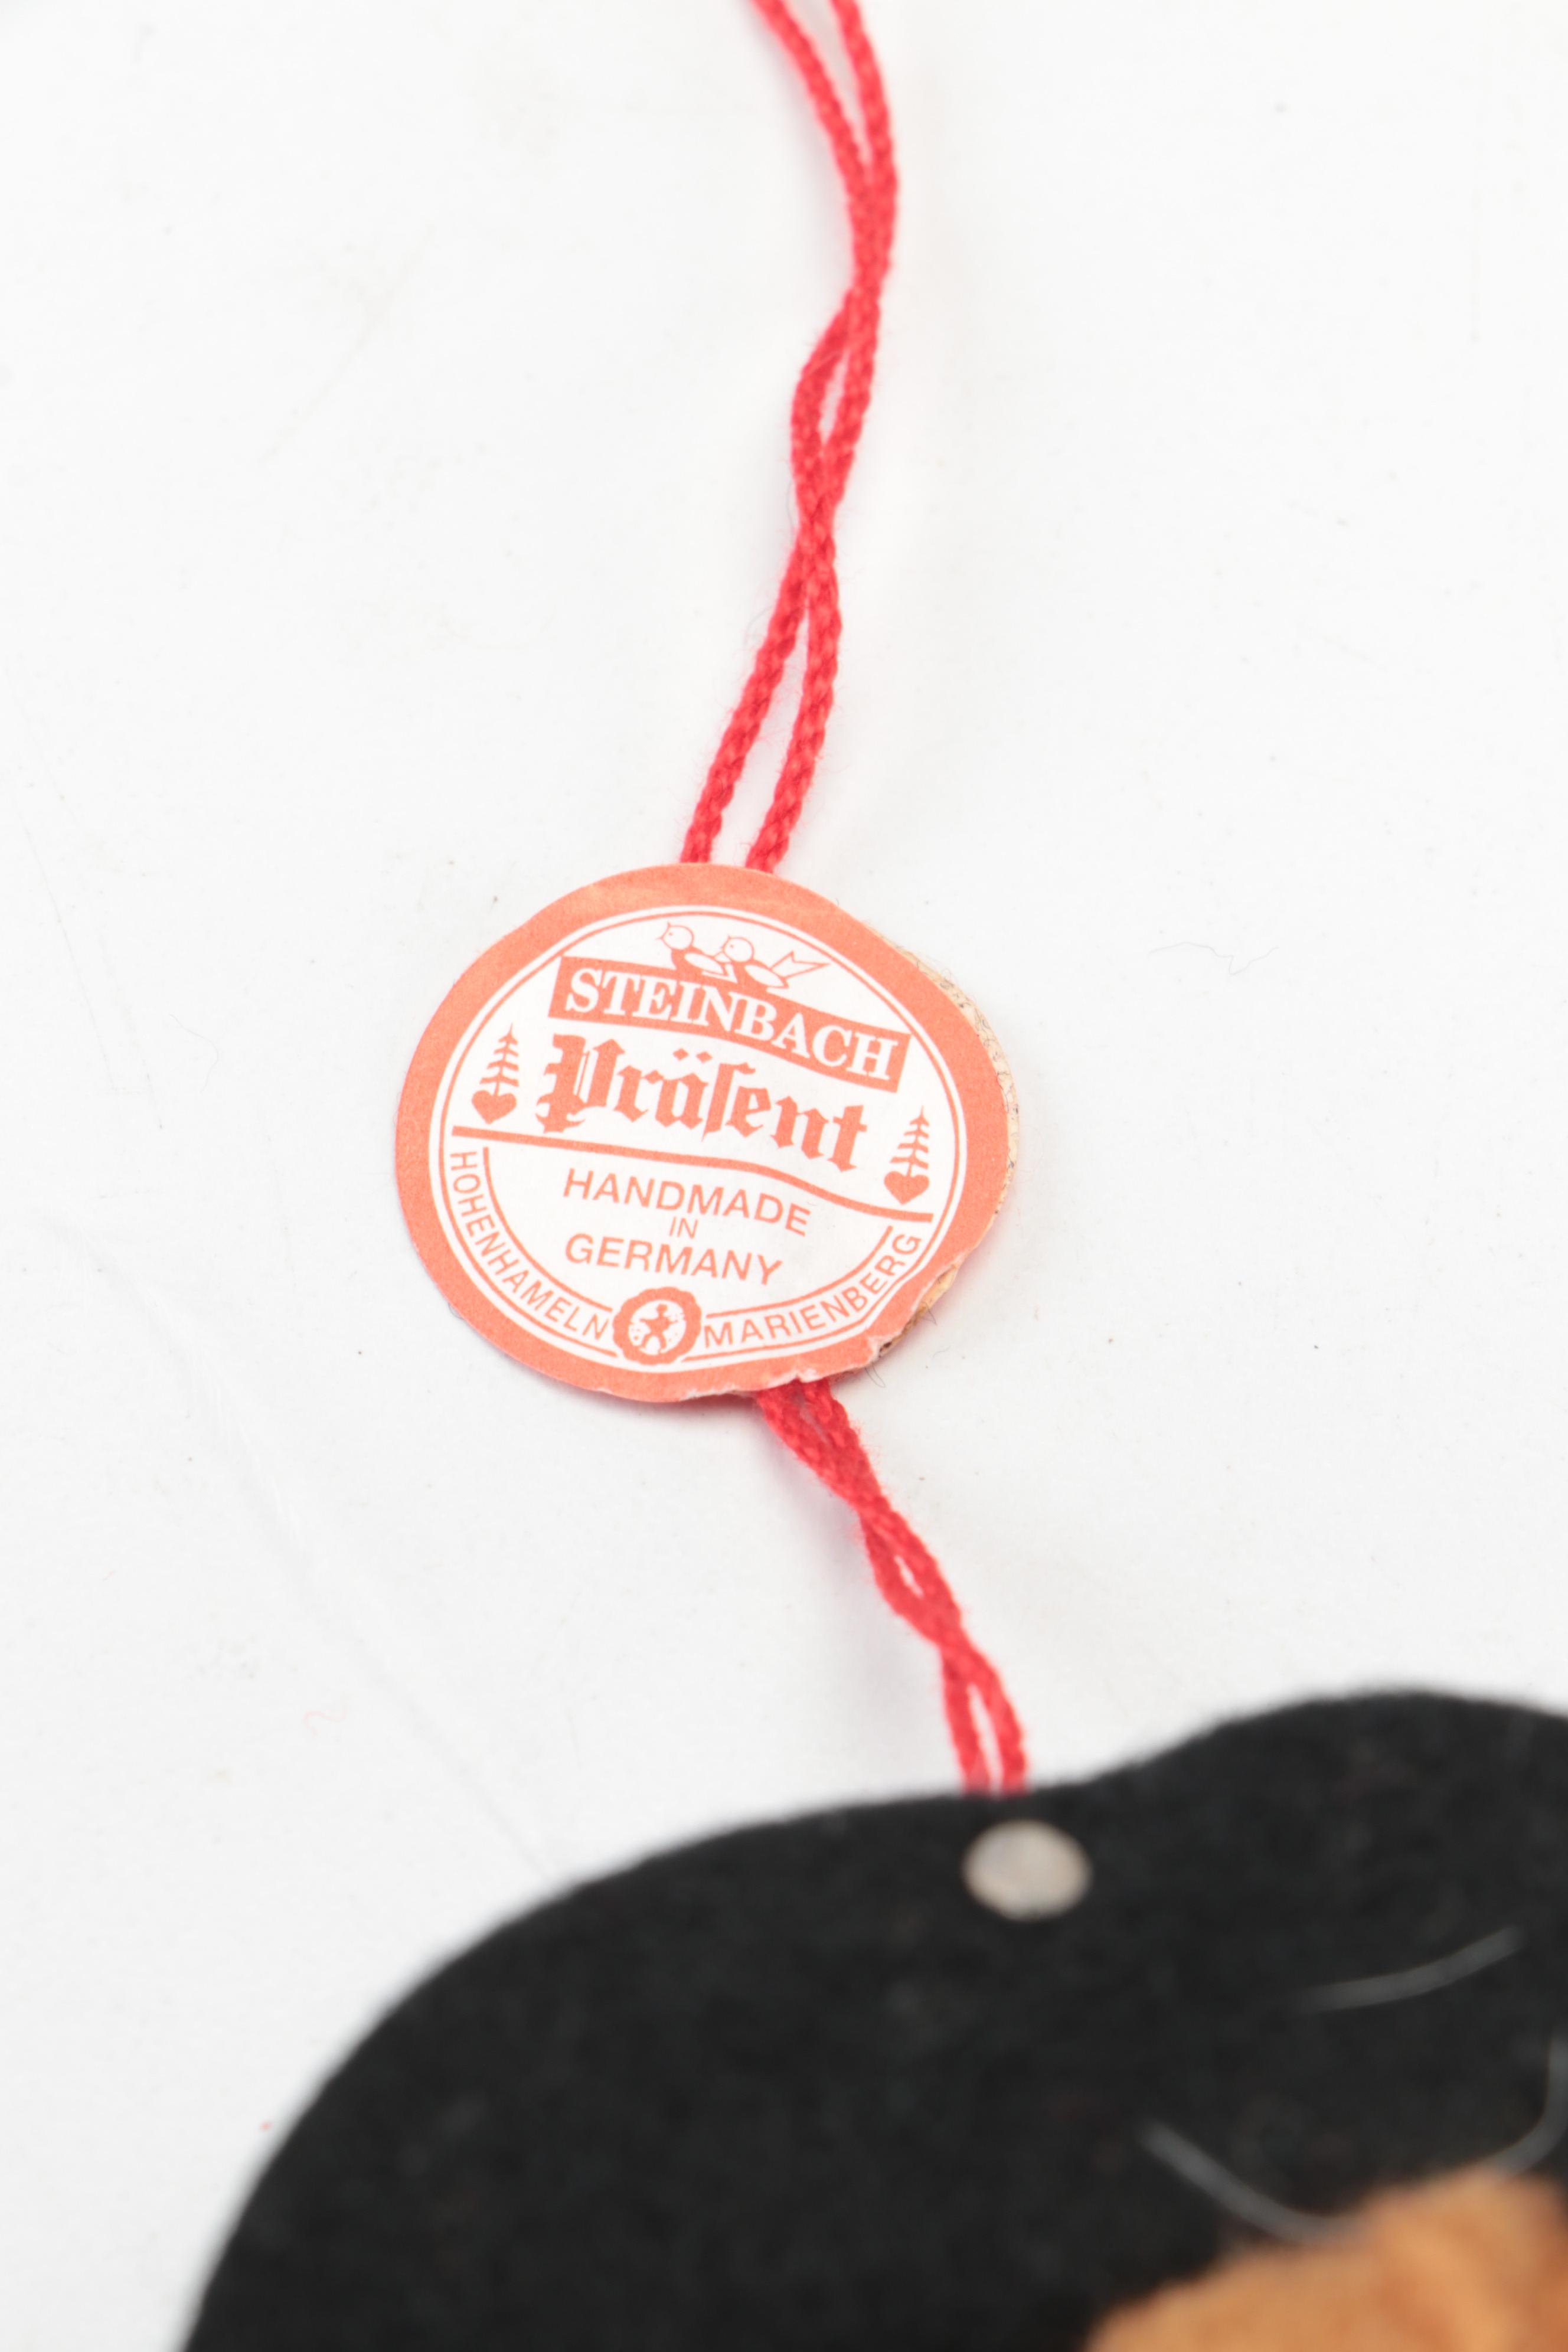 STEINBACH
Präſent
HANDMADE
IN
GERMANY
HOHENHAMELN
MARIENBERG